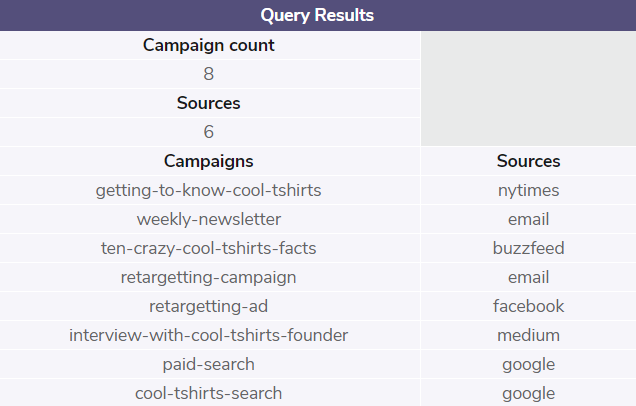 Query Results
Campaign count
8
Sources
6
Campaigns Sources
getting-to-know-cool-tshirts nytimes
weekly-newsletter email
ten-crazy-cool-tshirts-facts buzzfeed
retargetting-campaign email
retargetting-ad facebook
interview-with-cool-tshirts-founder medium
paid-search google
cool-tshirts-search google